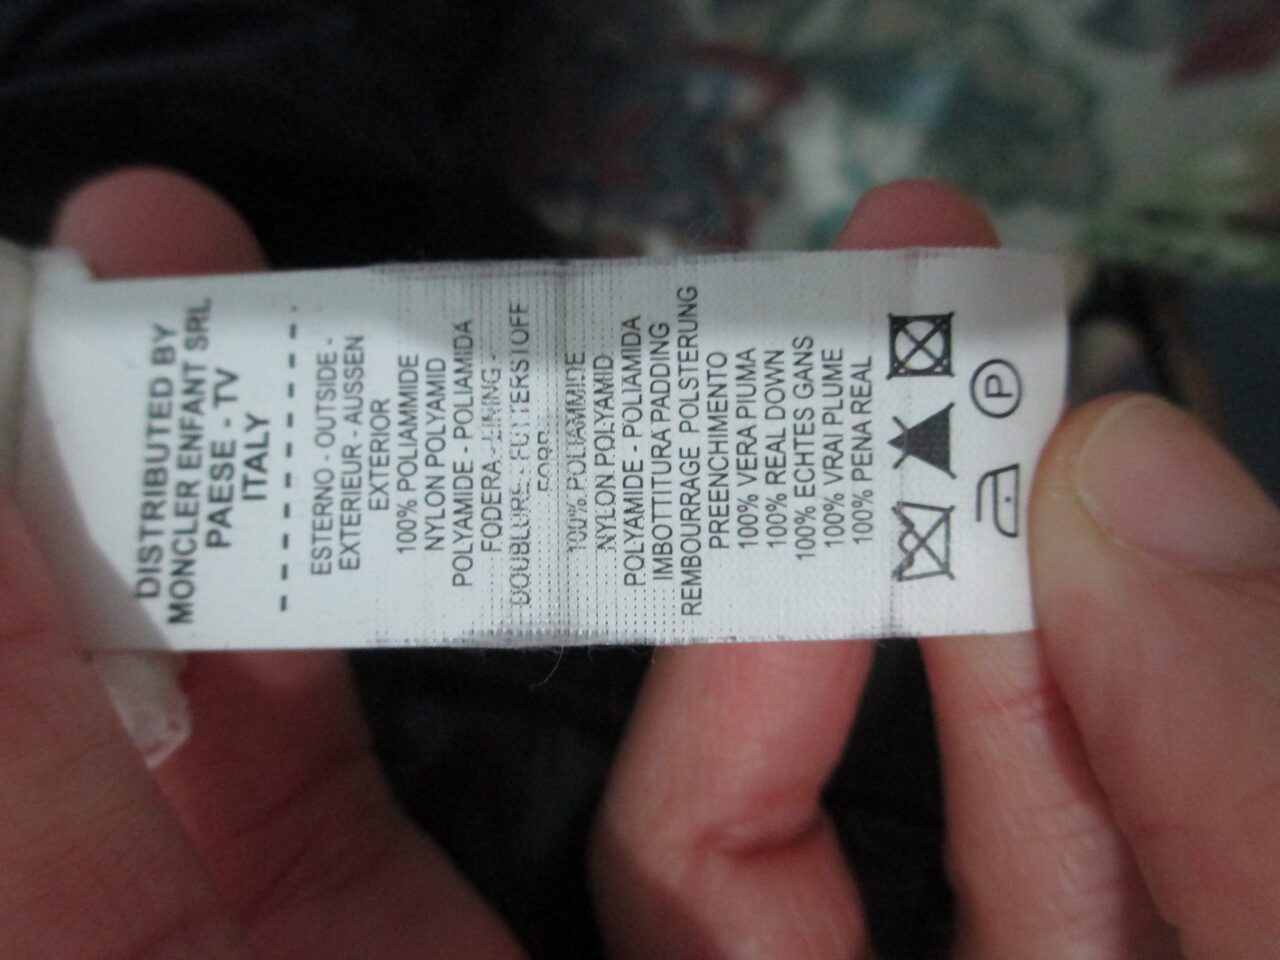 DISTRIBUTED BY
MONCLER ENFANT SRL
PAESE - TV
ITALY
- - - - - - - - - -
ESTERNO - OUTSIDE -
EXTERIEUR - AUSSEN
EXTERIOR
100% POLIAMMIDE
NYLON POLYAMID
POLYAMIDE - POLIAMIDA
FODERA - LINING -
DOUBLURE - FUTTERSTOFF
FORR
100% POLIAMMIDE
NYLON POLYAMID
POLYAMIDE - POLIAMIDA
IMBOTTITURA PADDING
REMBOURRAGE POLSTERUNG
PREENCHIMENTO
100% VERA PIUMA
100% REAL DOWN
100% ECHTES GANS
100% VRAI PLUME
100% PENA REAL
P